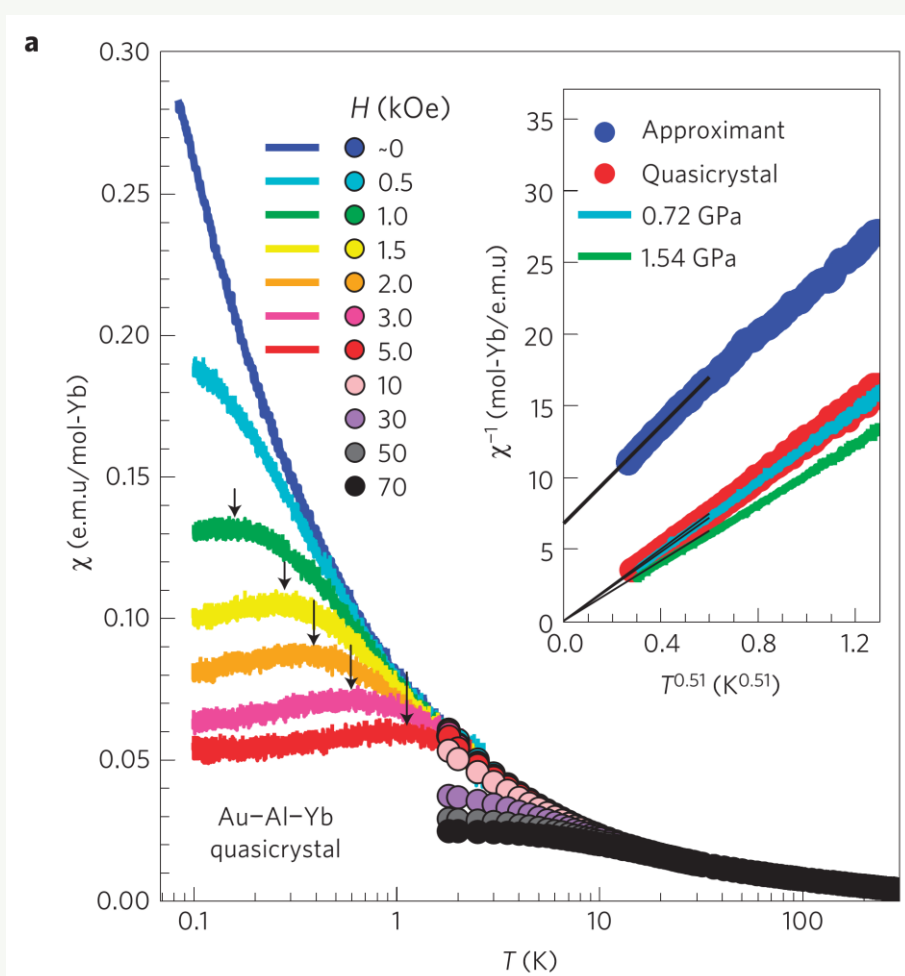 a
0.30
0.25
0.20
0.15
0.10
0.05
0.00
χ (e.m.u/mol-Yb)
H (kOe)
~0
0.5
1.0
1.5
2.0
3.0
5.0
10
30
50
70
Au–Al–Yb
quasicrystal
0.1
1
10
100
T (K)
35
30
25
20
15
10
5
0
χ⁻¹ (mol-Yb/e.m.u)
Approximant
Quasicrystal
0.72 GPa
1.54 GPa
0.0
0.4
0.8
1.2
T⁰·⁵¹ (K⁰·⁵¹)